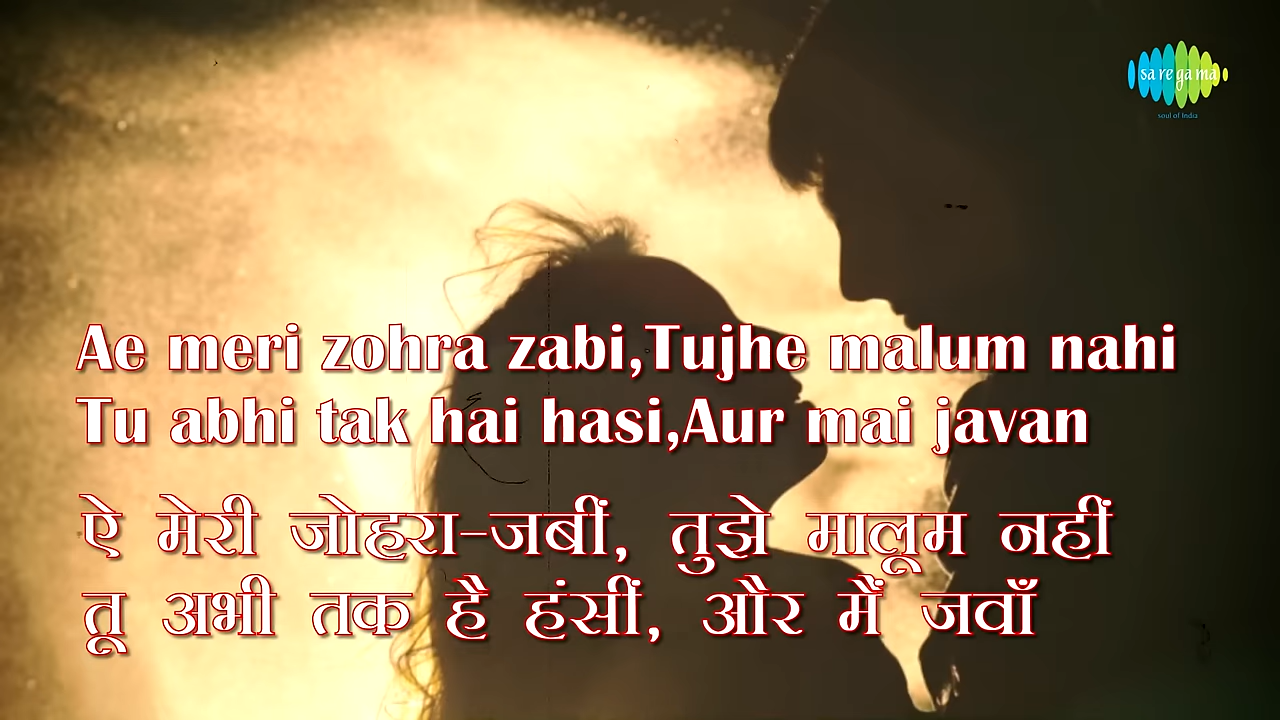 sa re ga ma
soul of India
Ae meri zohra zabi,Tujhe malum nahi
Tu abhi tak hai hasi,Aur mai javan
ऐ मेरी जोहरा-जबीं, तुझे मालूम नहीं
तू अभी तक है हंसीं, और मैं जवाँ